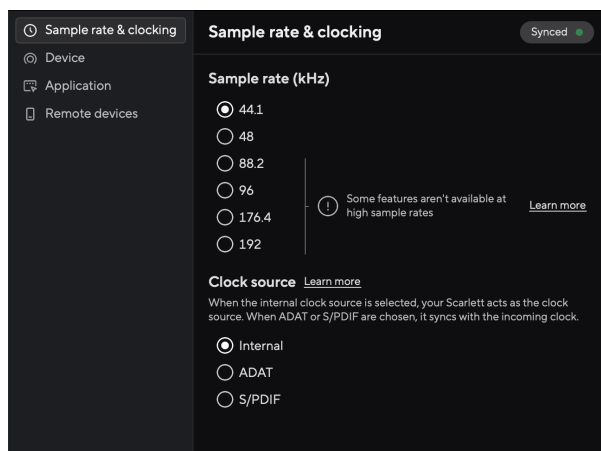 Sample rate & clocking
Device
Application
Remote devices
Sample rate & clocking
Synced
Sample rate (kHz)
44.1
48
88.2
96
176.4
192
Some features aren't available at
high sample rates
Learn more
Clock source Learn more
When the internal clock source is selected, your Scarlett acts as the clock
source. When ADAT or S/PDIF are chosen, it syncs with the incoming clock.
Internal
ADAT
S/PDIF